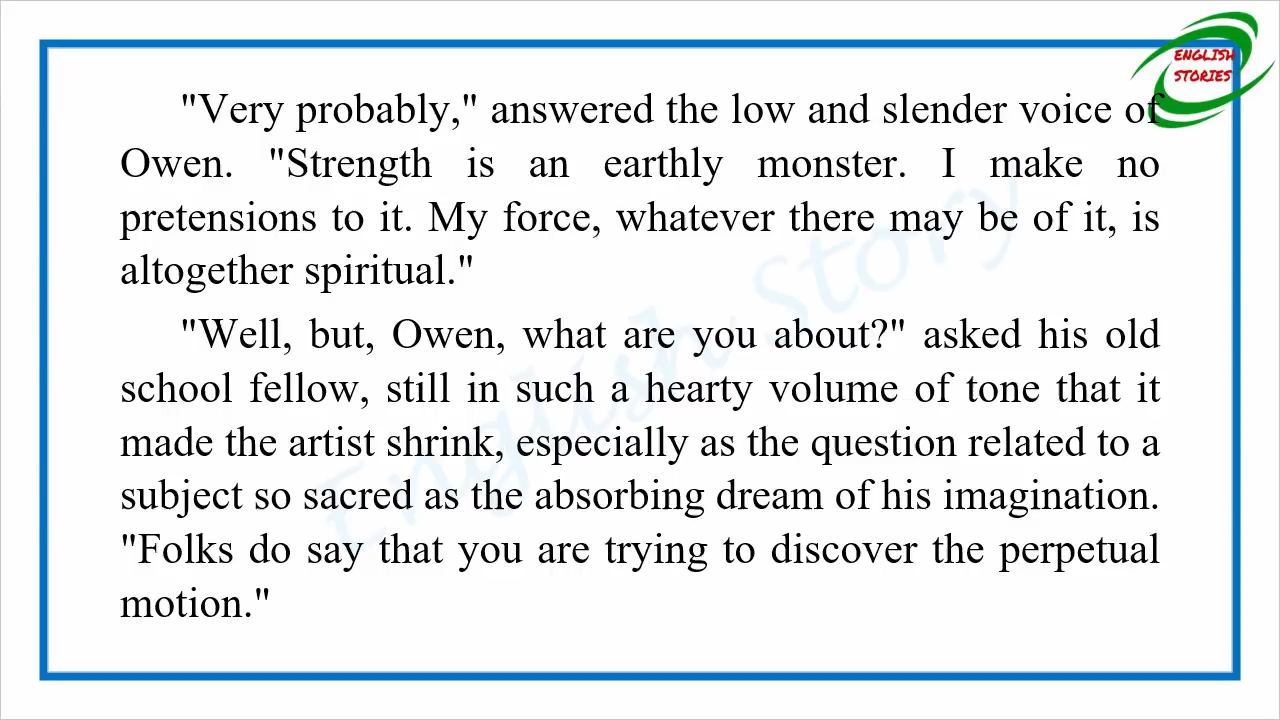 ENGLISH
STORIES
"Very probably," answered the low and slender voice of
Owen. "Strength is an earthly monster. I make no
pretensions to it. My force, whatever there may be of it, is
altogether spiritual."
"Well, but, Owen, what are you about?" asked his old
school fellow, still in such a hearty volume of tone that it
made the artist shrink, especially as the question related to a
subject so sacred as the absorbing dream of his imagination.
"Folks do say that you are trying to discover the perpetual
motion."
English Story